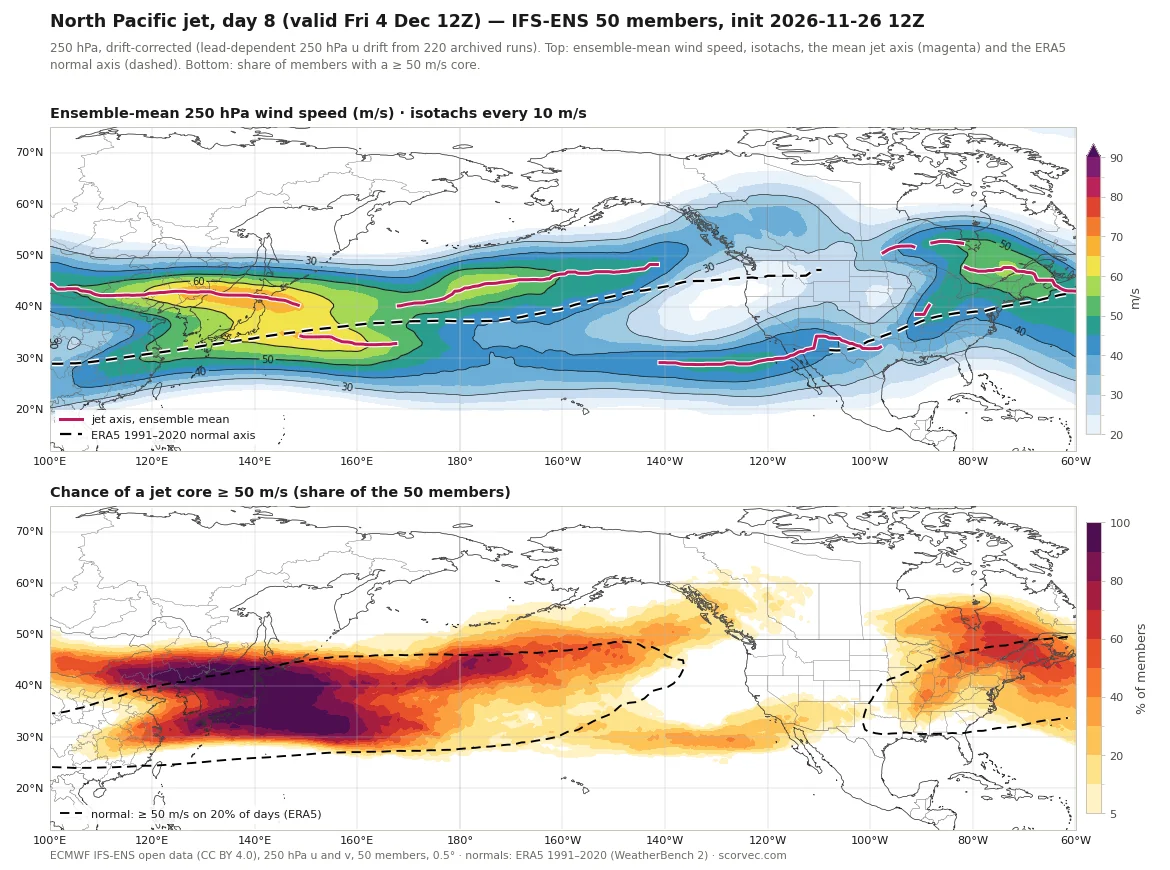 North Pacific jet, day 8 (valid Fri 4 Dec 12Z) — IFS-ENS 50 members, init 2026-11-26 12Z
250 hPa, drift-corrected (lead-dependent 250 hPa u drift from 220 archived runs). Top: ensemble-mean wind speed, isotachs, the mean jet axis (magenta) and the ERA5
normal axis (dashed). Bottom: share of members with a ≥ 50 m/s core.
Ensemble-mean 250 hPa wind speed (m/s) · isotachs every 10 m/s
70°N
60°N
50°N
40°N
30°N
20°N
30
60
50
40
30
30
50
40
30
jet axis, ensemble mean
ERA5 1991–2020 normal axis
100°E 120°E 140°E 160°E 180° 160°W 140°W 120°W 100°W 80°W 60°W
90
80
70
60
50
40
30
20
m/s
Chance of a jet core ≥ 50 m/s (share of the 50 members)
70°N
60°N
50°N
40°N
30°N
20°N
normal: ≥ 50 m/s on 20% of days (ERA5)
100°E 120°E 140°E 160°E 180° 160°W 140°W 120°W 100°W 80°W 60°W
100
80
60
40
20
5
% of members
ECMWF IFS-ENS open data (CC BY 4.0), 250 hPa u and v, 50 members, 0.5° · normals: ERA5 1991–2020 (WeatherBench 2) · scorvec.com